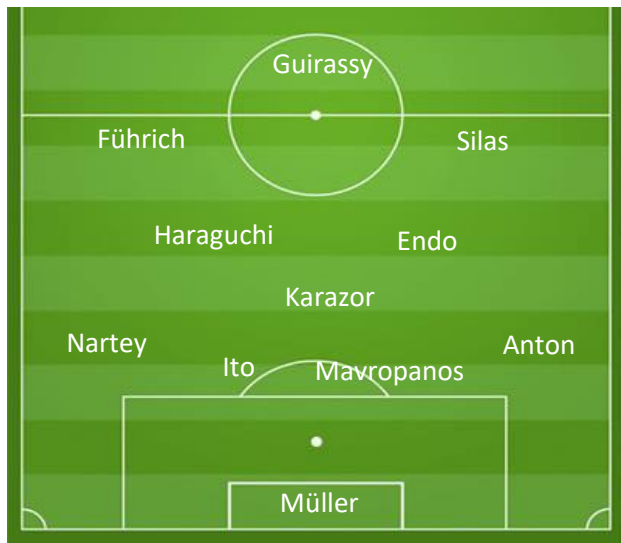 Guirassy
Führich
Silas
Haraguchi
Endo
Karazor
Nartey
Anton
Ito
Mavropanos
Müller